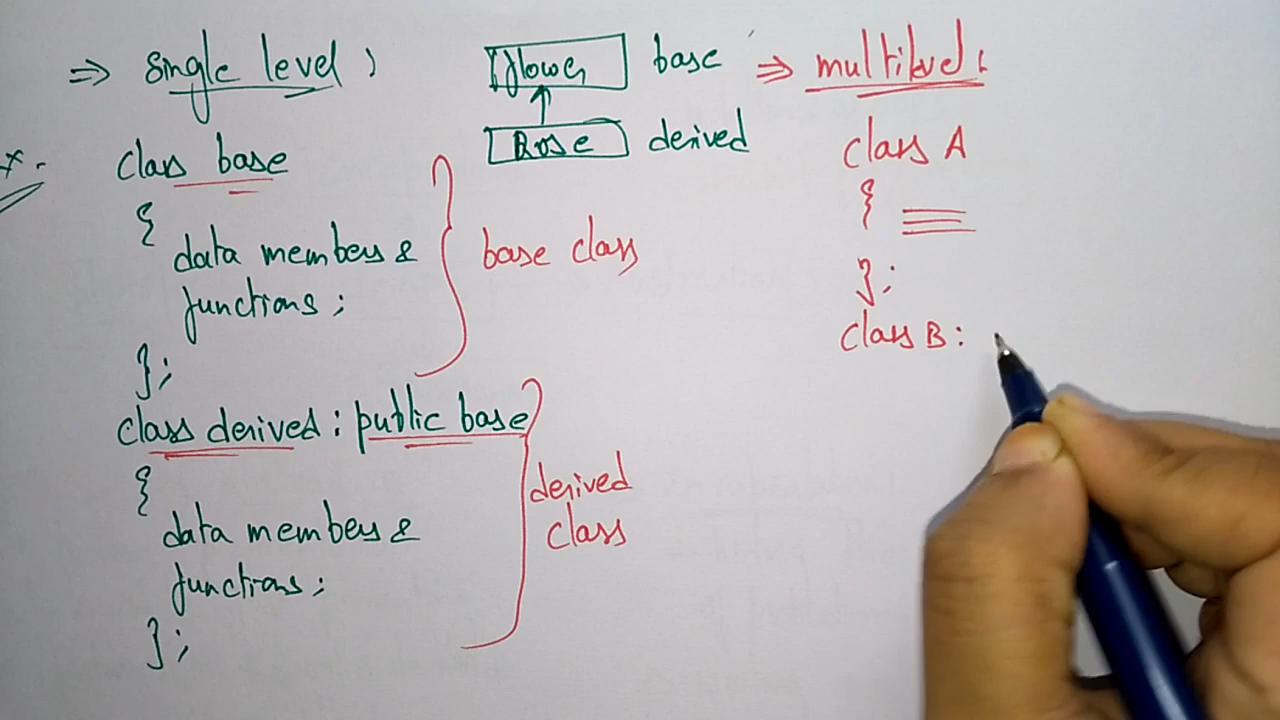 ⇒ Single level :
Ex.
class base
{
data members &
functions ;
};
base class
class derived : public base
{
data members &
functions ;
};
derived
class
flower base
Rose derived
⇒ multilevel :
class A
{
};
class B :